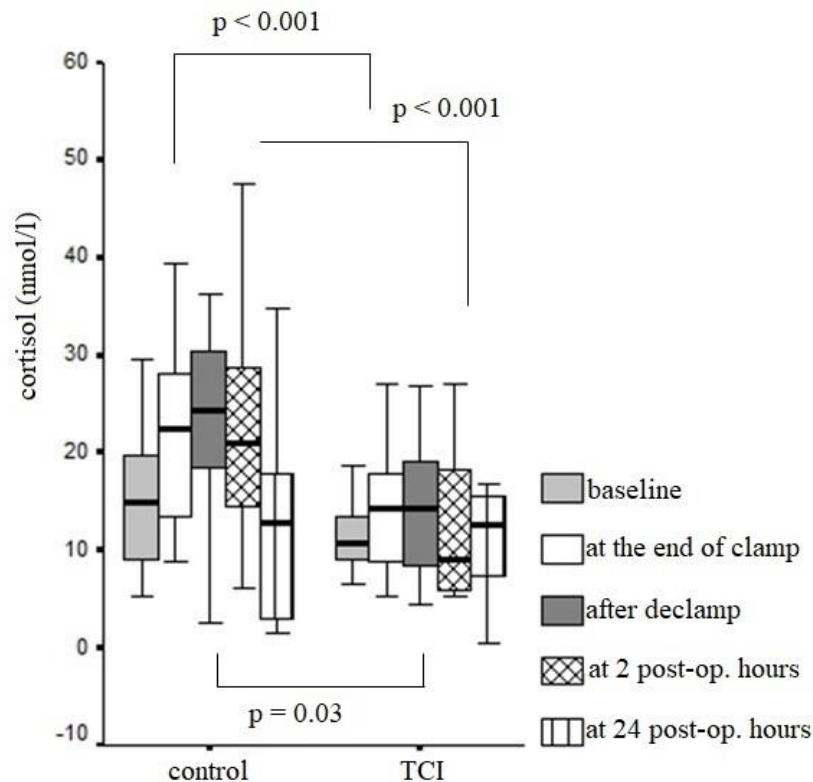 p < 0.001
60
p < 0.001
50
40
30
20
10
0
-10
cortisol (nmol/l)
baseline
at the end of clamp
after declamp
at 2 post-op. hours
at 24 post-op. hours
p = 0.03
control
TCI